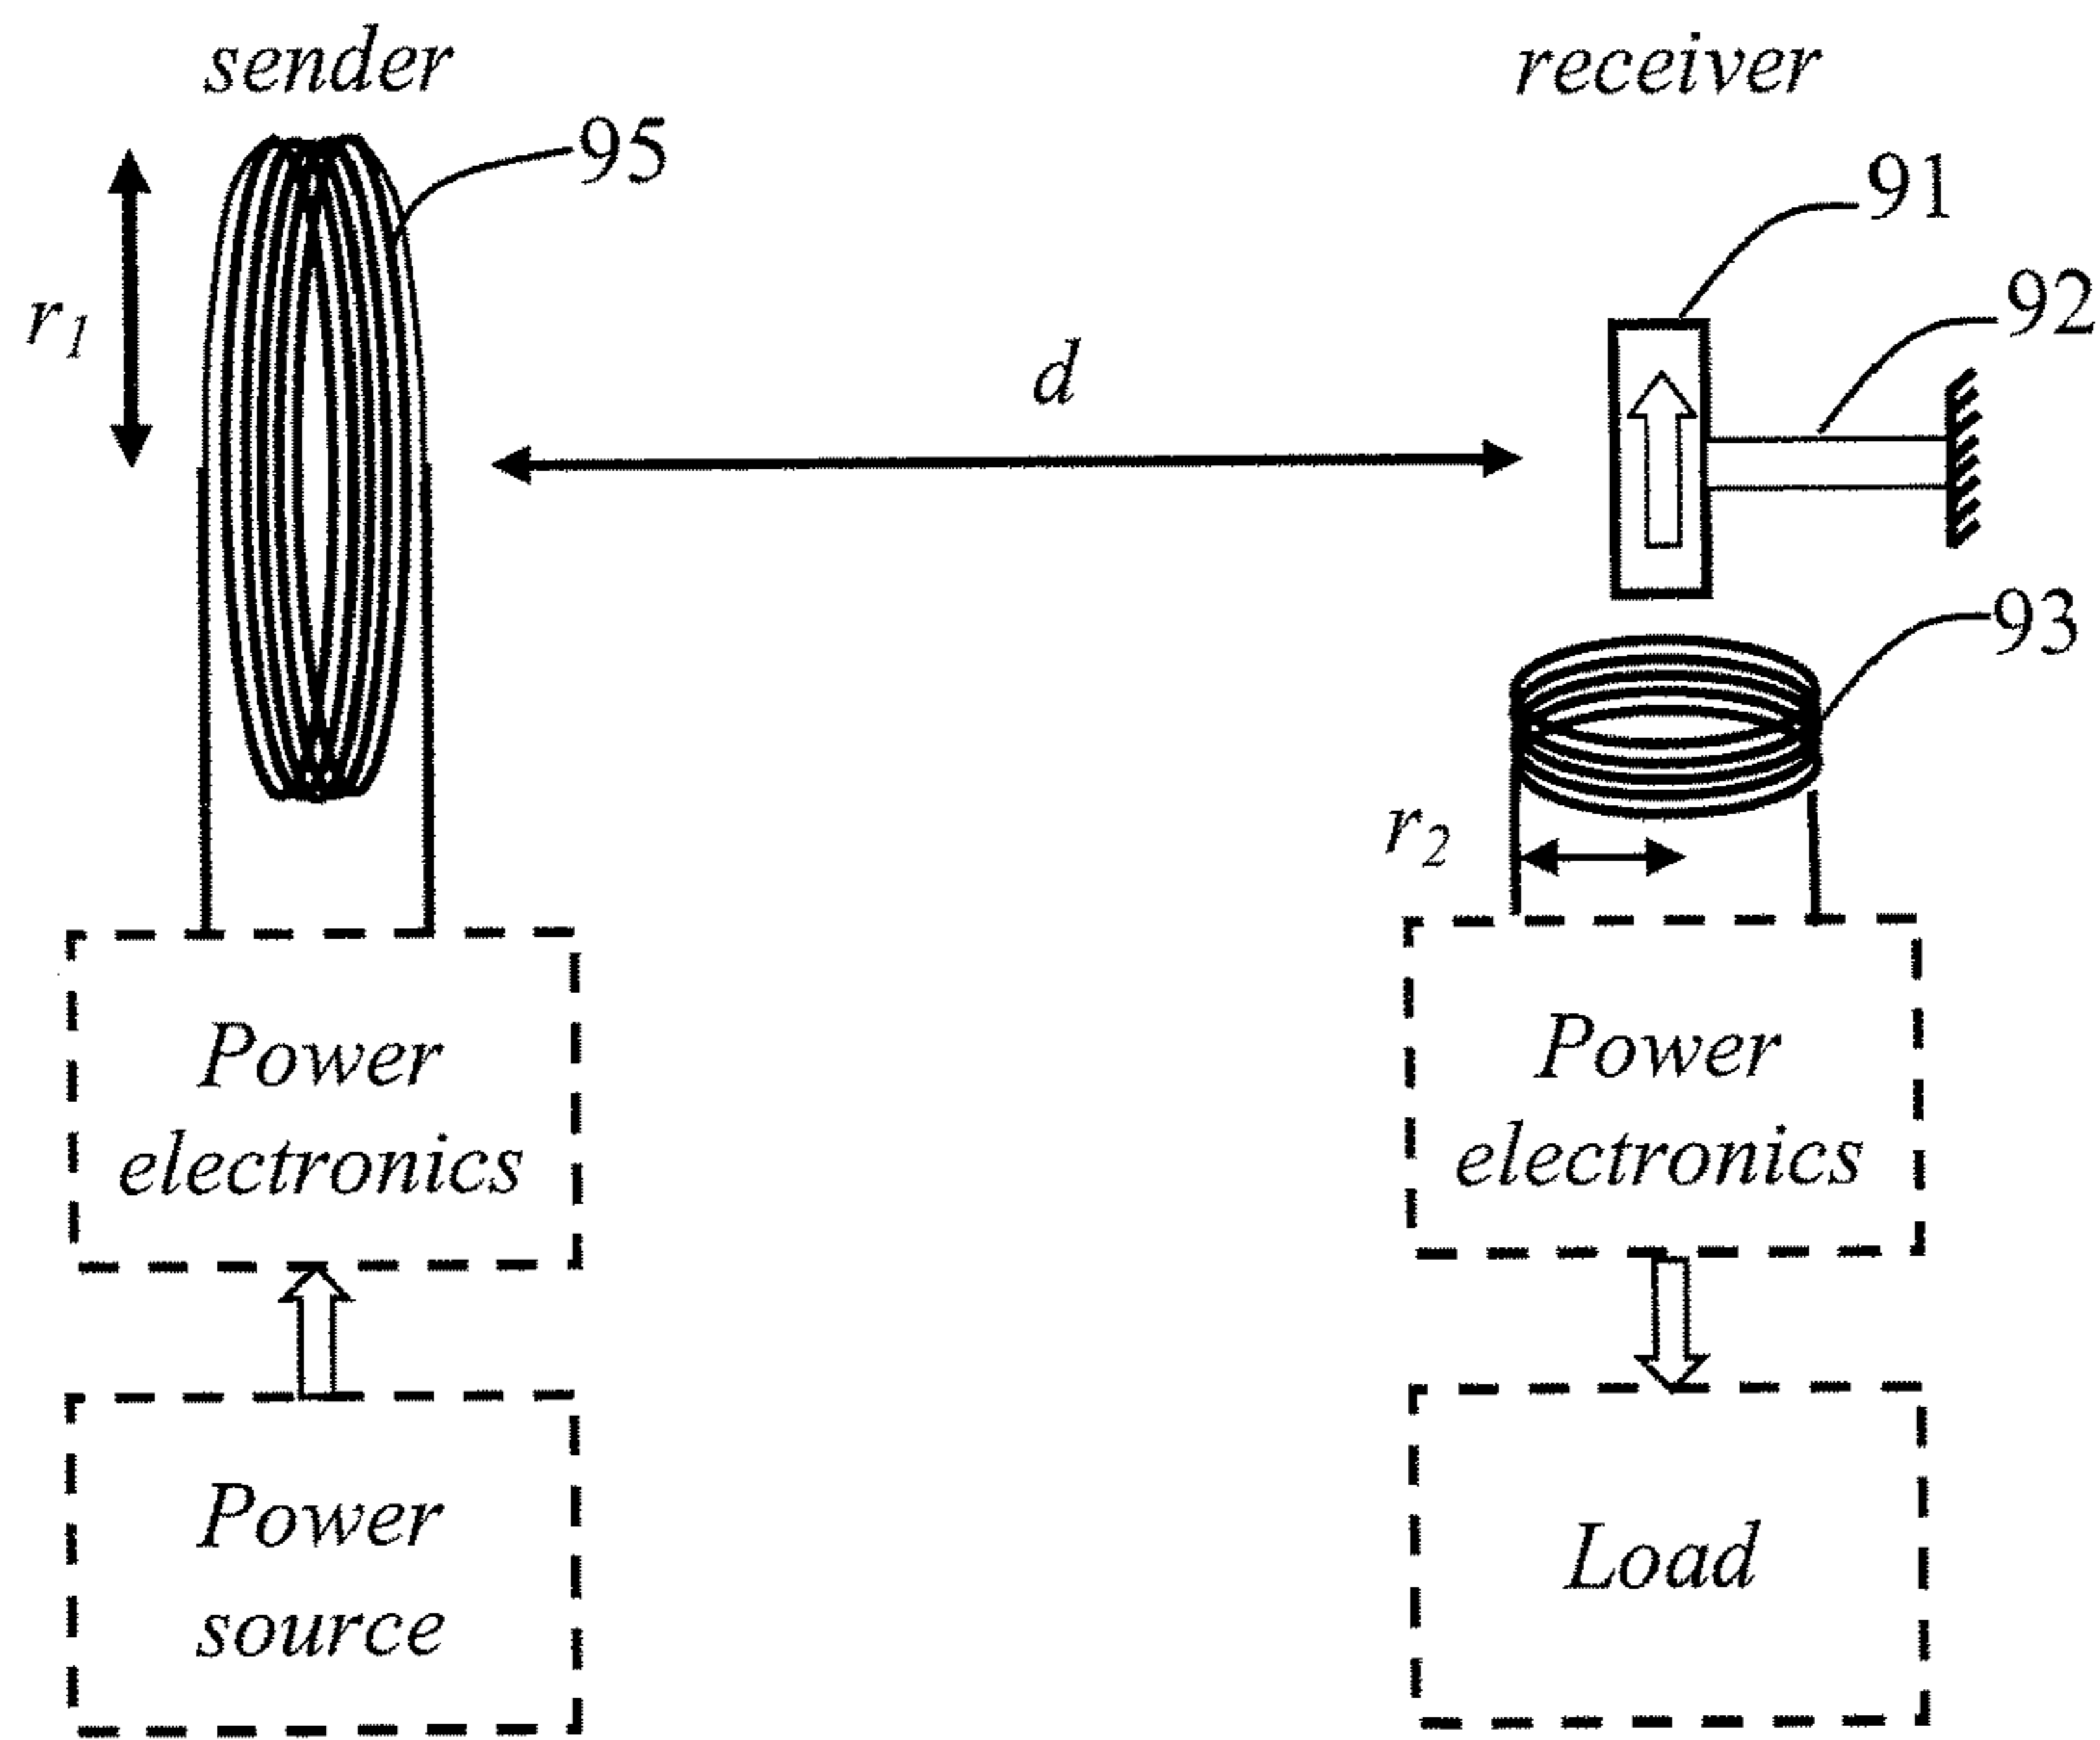 sender
receiver
95
91
92
r1
d
93
r2
Power
electronics
Power
electronics
Power
source
Load